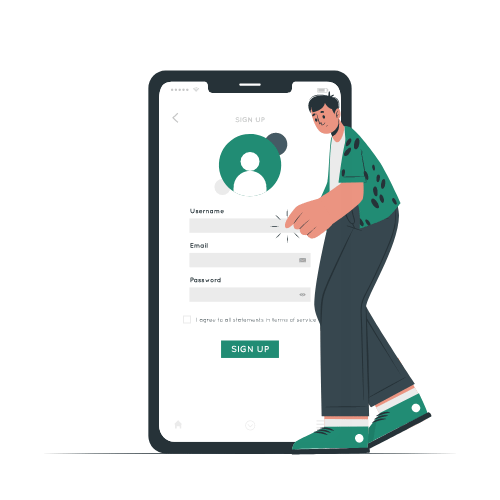 SIGN UP
Username
Email
Password
I agree to all statements in terms of service
SIGN UP